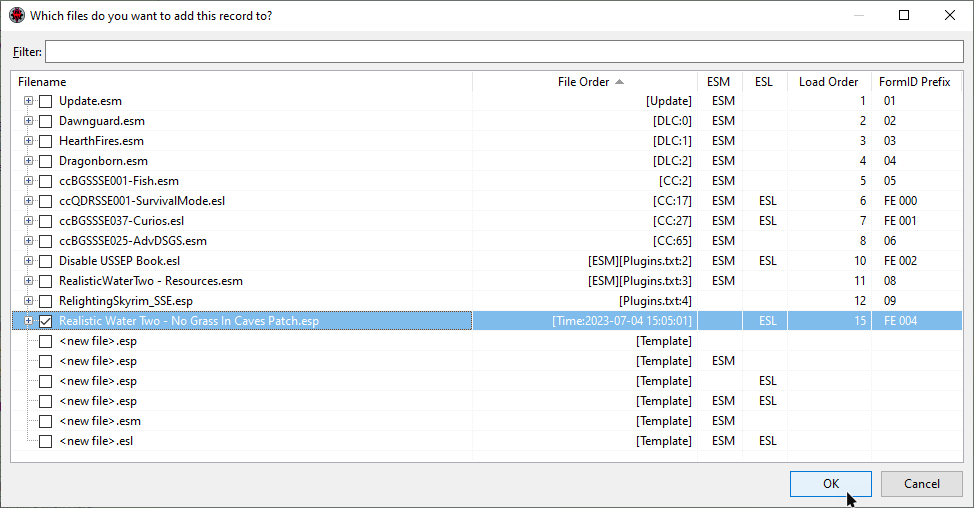 Which files do you want to add this record to?
Filter:
Filename File Order ESM ESL Load Order FormID Prefix
Update.esm [Update] ESM 1 01
Dawnguard.esm [DLC:0] ESM 2 02
HearthFires.esm [DLC:1] ESM 3 03
Dragonborn.esm [DLC:2] ESM 4 04
ccBGSSSE001-Fish.esm [CC:2] ESM 5 05
ccQDRSSE001-SurvivalMode.esl [CC:17] ESM ESL 6 FE 000
ccBGSSSE037-Curios.esl [CC:27] ESM ESL 7 FE 001
ccBGSSSE025-AdvDSGS.esm [CC:65] ESM 8 06
Disable USSEP Book.esl [ESM][Plugins.txt:2] ESM ESL 10 FE 002
RealisticWaterTwo - Resources.esm [ESM][Plugins.txt:3] ESM 11 08
RelightingSkyrim_SSE.esp [Plugins.txt:4] 12 09
Realistic Water Two - No Grass In Caves Patch.esp [Time:2023-07-04 15:05:01] ESL 15 FE 004
<new file>.esp [Template]
<new file>.esp [Template] ESM
<new file>.esp [Template] ESL
<new file>.esp [Template] ESM ESL
<new file>.esm [Template] ESM
<new file>.esl [Template] ESM ESL
OK Cancel